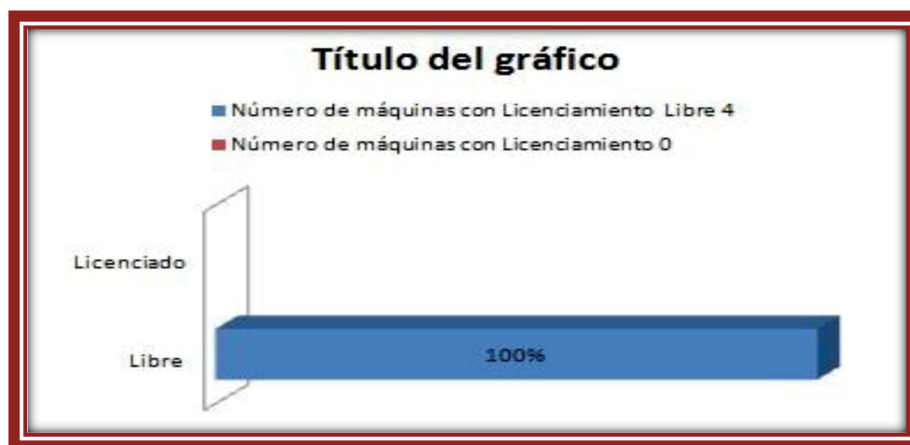 Título del gráfico
Número de máquinas con Licenciamiento Libre 4
Número de máquinas con Licenciamiento 0
Licenciado
Libre
100%